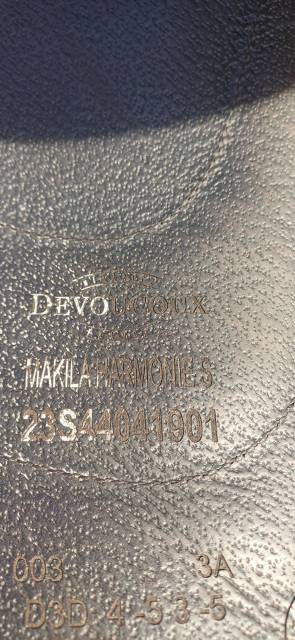 DEVOUCOUX
MAKILA HARMONIE S
23S44041901
003 3A
D3D 4 -5 3 -5